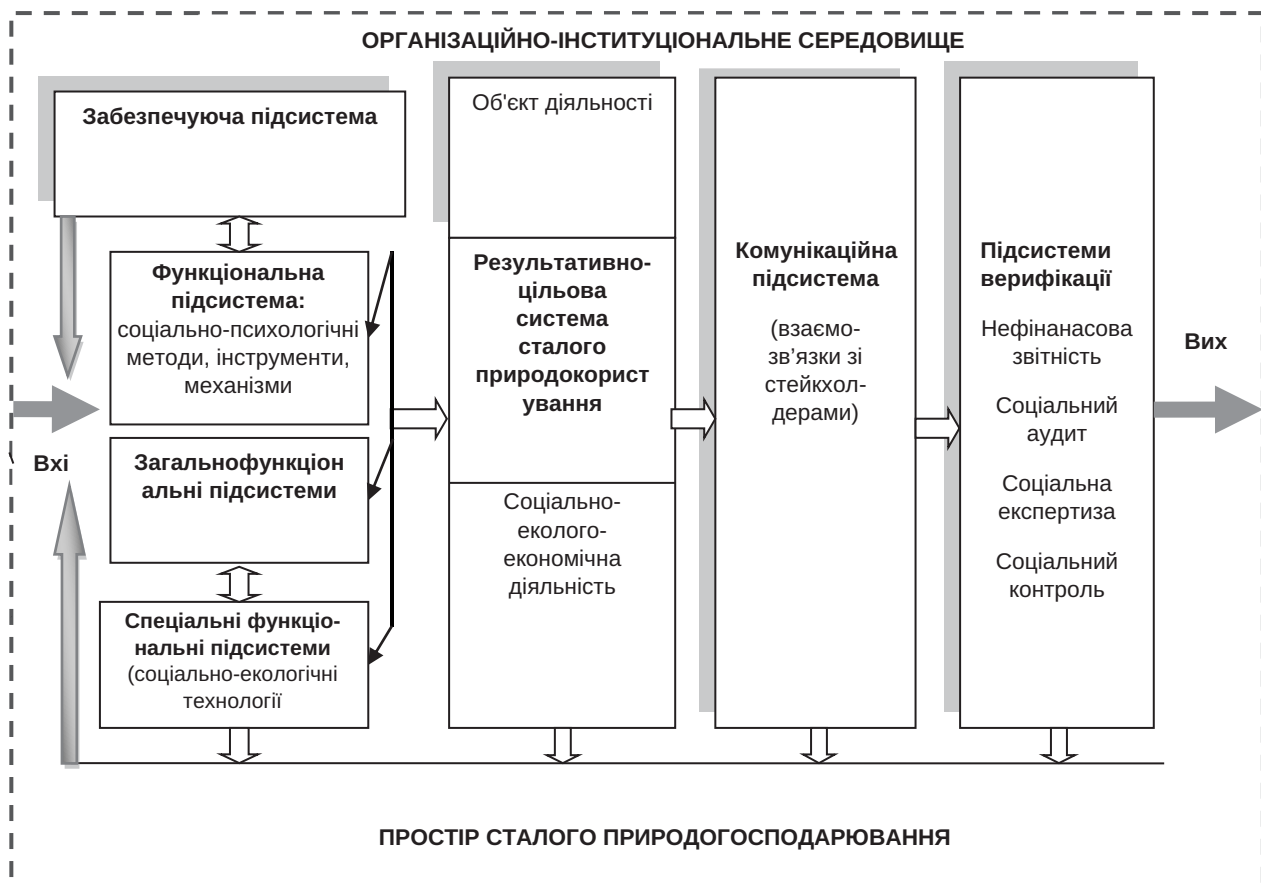 ОРГАНІЗАЦІЙНО-ІНСТИТУЦІОНАЛЬНЕ СЕРЕДОВИЩЕ
Забезпечуюча підсистема
Функціональна
підсистема:
соціально-психологічні
методи, інструменти,
механізми
Вхі
Загальнофункціон
альні підсистеми
Спеціальні функціо-
нальні підсистеми
(соціально-екологічні
технології
Об'єкт діяльності
Результативно-
цільова
система
сталого
природокорист
ування
Соціально-
еколого-
економічна
діяльність
Комунікаційна
підсистема
(взаємо-
зв’язки зі
стейкхол-
дерами)
Підсистеми
верифікації
Нефінанасова
звітність
Соціальний
аудит
Соціальна
експертиза
Соціальний
контроль
Вих
ПРОСТІР СТАЛОГО ПРИРОДОГОСПОДАРЮВАННЯ